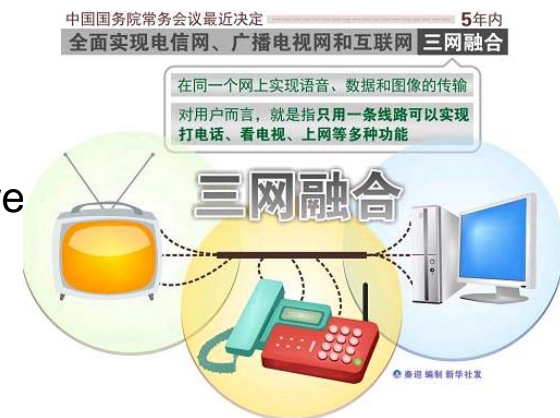 中国国务院常务会议最近决定 5年内
全面实现电信网、广播电视网和互联网 三网融合
在同一个网上实现语音、数据和图像的传输
对用户而言，就是指只用一条线路可以实现
打电话、看电视、上网等多种功能
ve
三网融合
秦迎 编制 新华社发